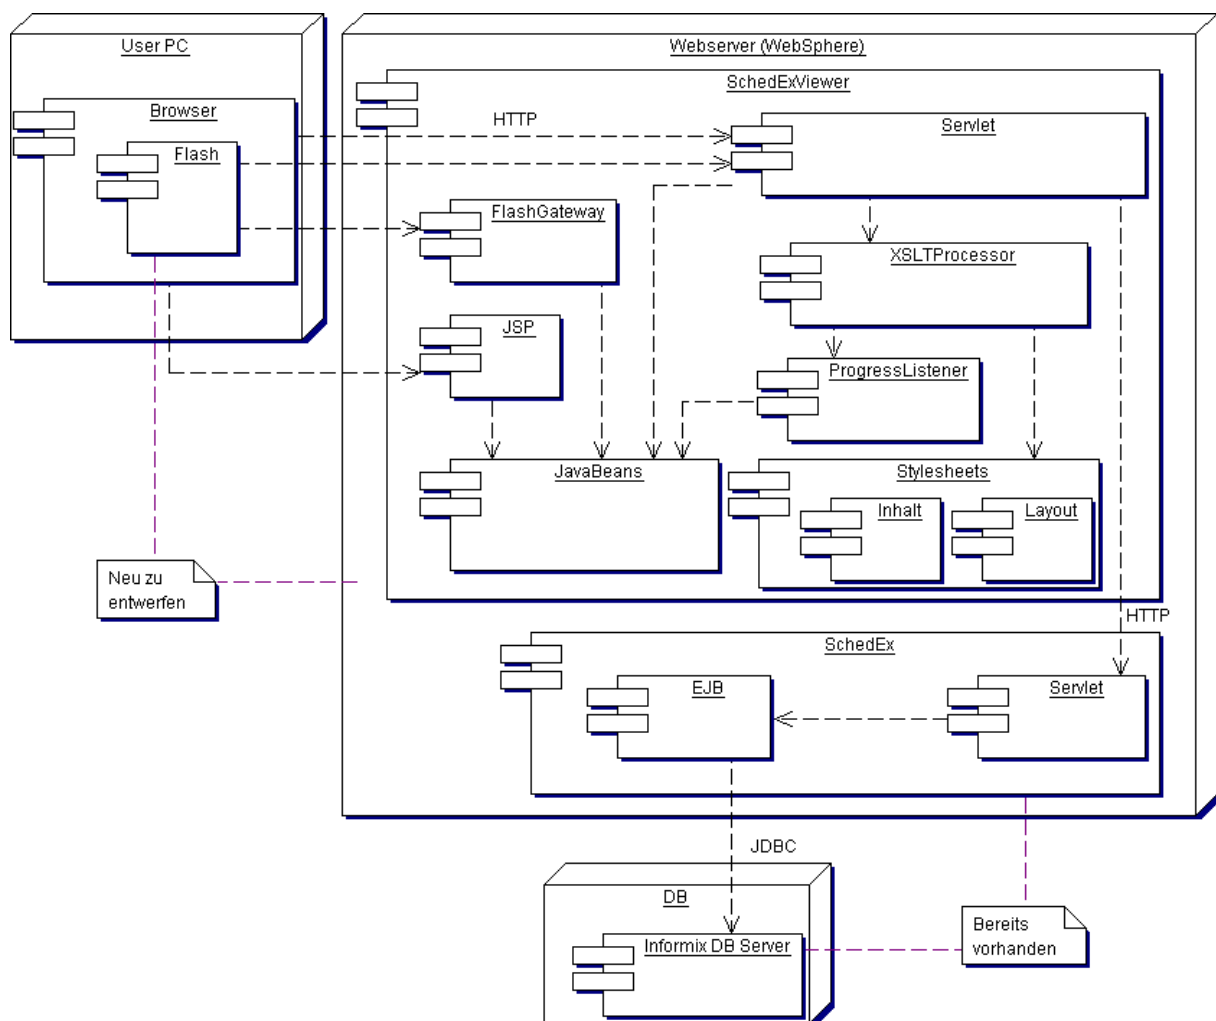 User PC
Webserver (WebSphere)
SchedExViewer
Browser
HTTP
Servlet
Flash
FlashGateway
XSLTProcessor
JSP
ProgressListener
JavaBeans
Stylesheets
Inhalt
Layout
Neu zu
entwerfen
HTTP
SchedEx
EJB
Servlet
JDBC
DB
Bereits
vorhanden
Informix DB Server